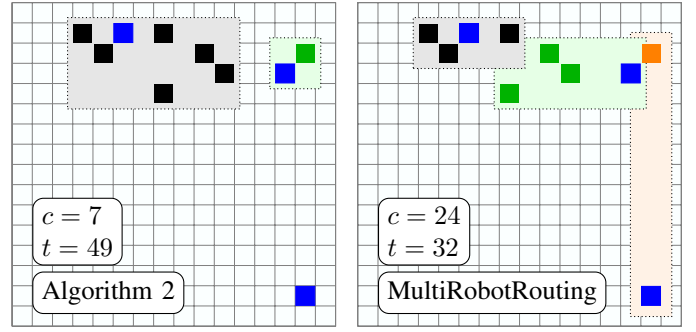 c = 7
t = 49
Algorithm 2
c = 24
t = 32
MultiRobotRouting